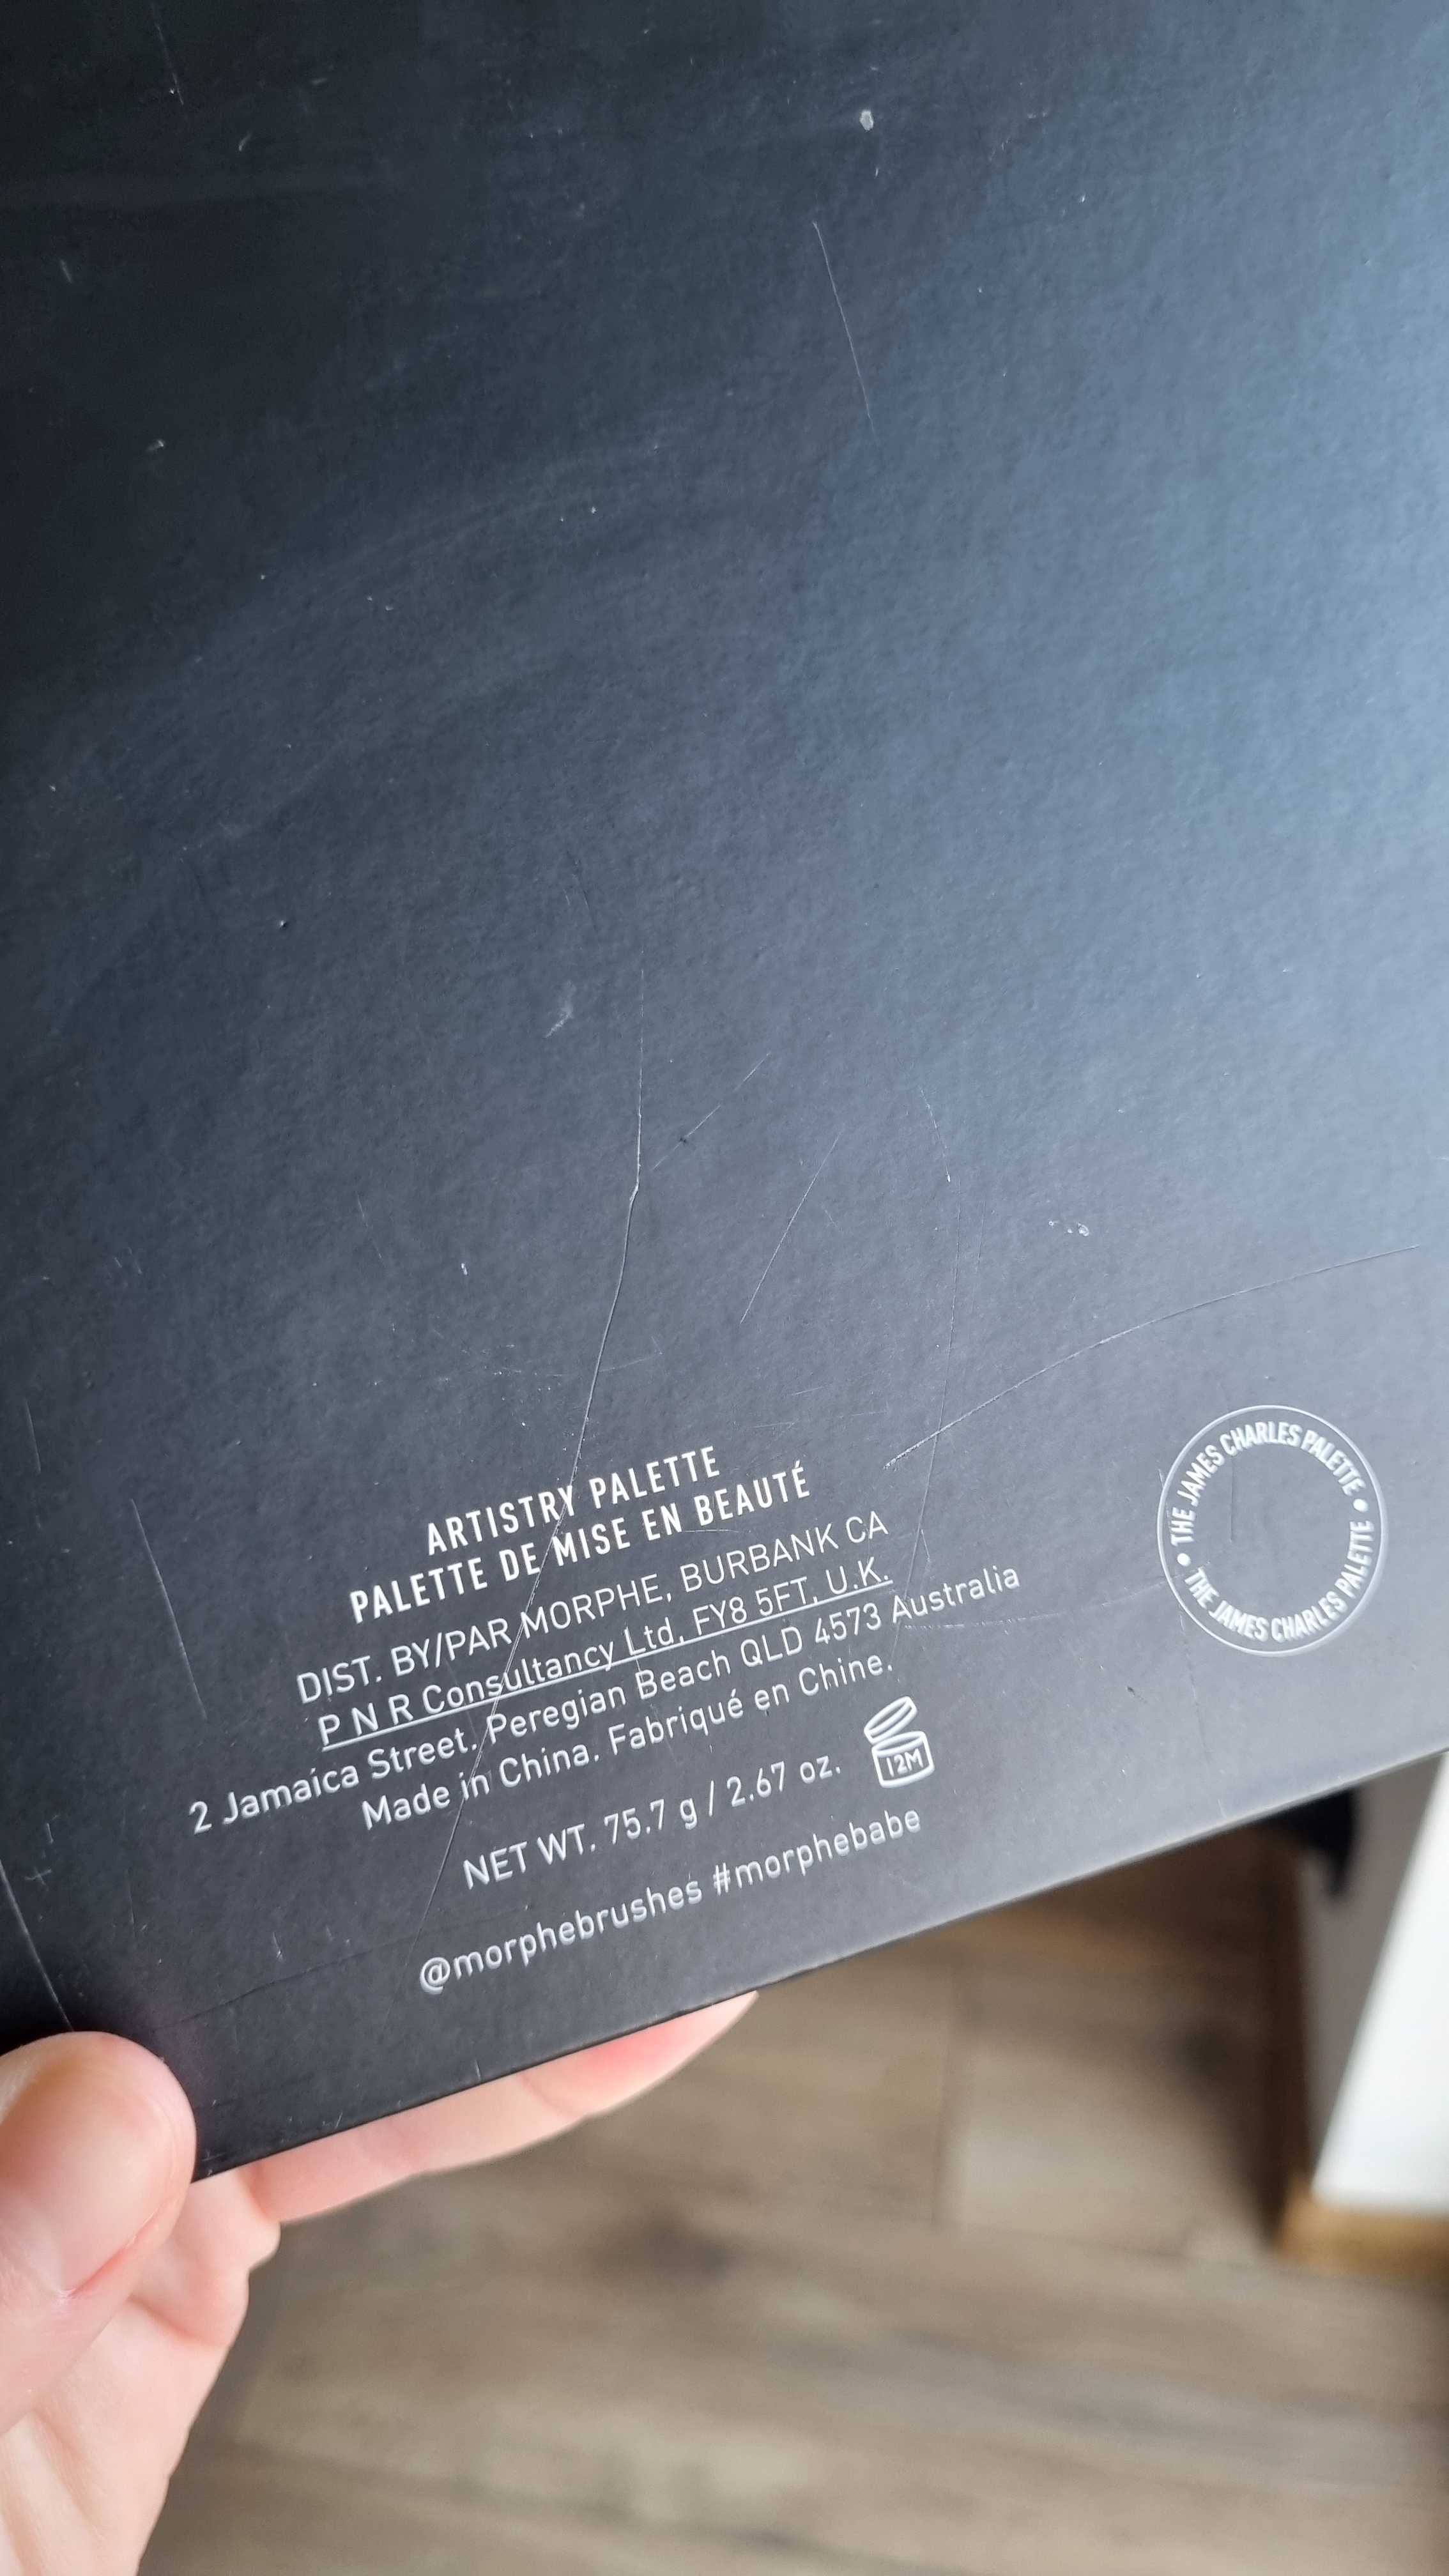 ARTISTRY PALETTE
PALETTE DE MISE EN BEAUTÉ
DIST. BY/PAR MORPHE, BURBANK CA
P N R Consultancy Ltd, FY8 5FT, U.K.
2 Jamaica Street. Peregian Beach QLD 4573 Australia
Made in China. Fabriqué en Chine.
NET WT. 75.7 g / 2.67 oz.
12M
@morphebrushes #morphebabe
• THE JAMES CHARLES PALETTE • THE JAMES CHARLES PALETTE